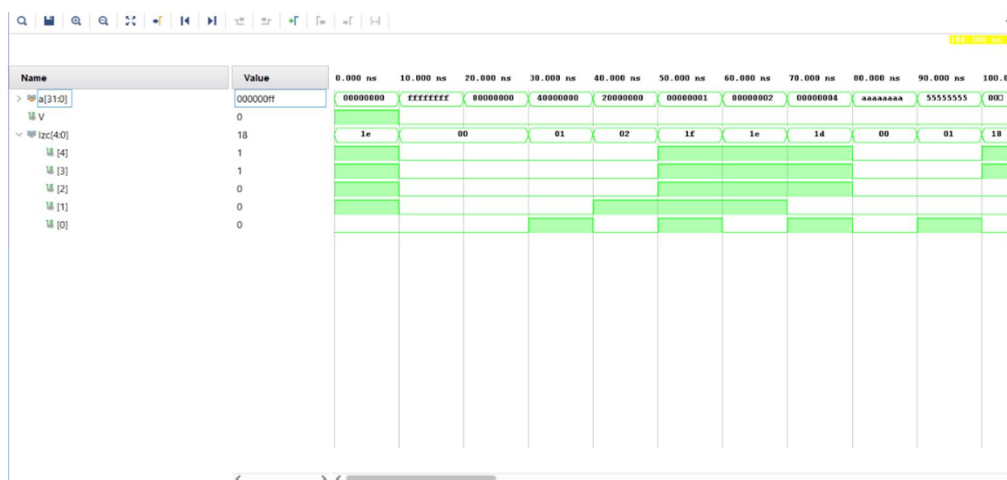 Name Value 0.000 ns 10.000 ns 20.000 ns 30.000 ns 40.000 ns 50.000 ns 60.000 ns 70.000 ns 80.000 ns 90.000 ns 100.0
a[31:0] 000000ff 00000000 ffffffff 80000000 40000000 20000000 00000001 00000002 00000004 aaaaaaaa 55555555 000
V 0
lzc[4:0] 18 1e 00 01 02 1f 1e 1d 00 01 18
[4] 1
[3] 1
[2] 0
[1] 0
[0] 0